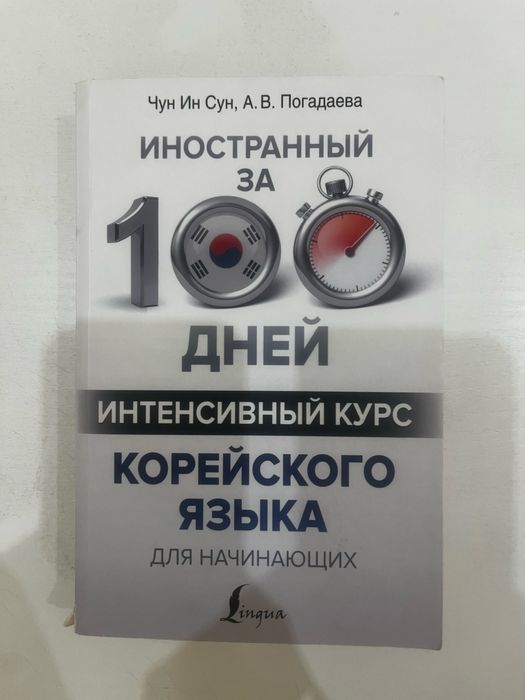 Чун Ин Сун, А. В. Погадаева
ИНОСТРАННЫЙ
ЗА
100
ДНЕЙ
ИНТЕНСИВНЫЙ КУРС
КОРЕЙСКОГО
ЯЗЫКА
ДЛЯ НАЧИНАЮЩИХ
Lingua